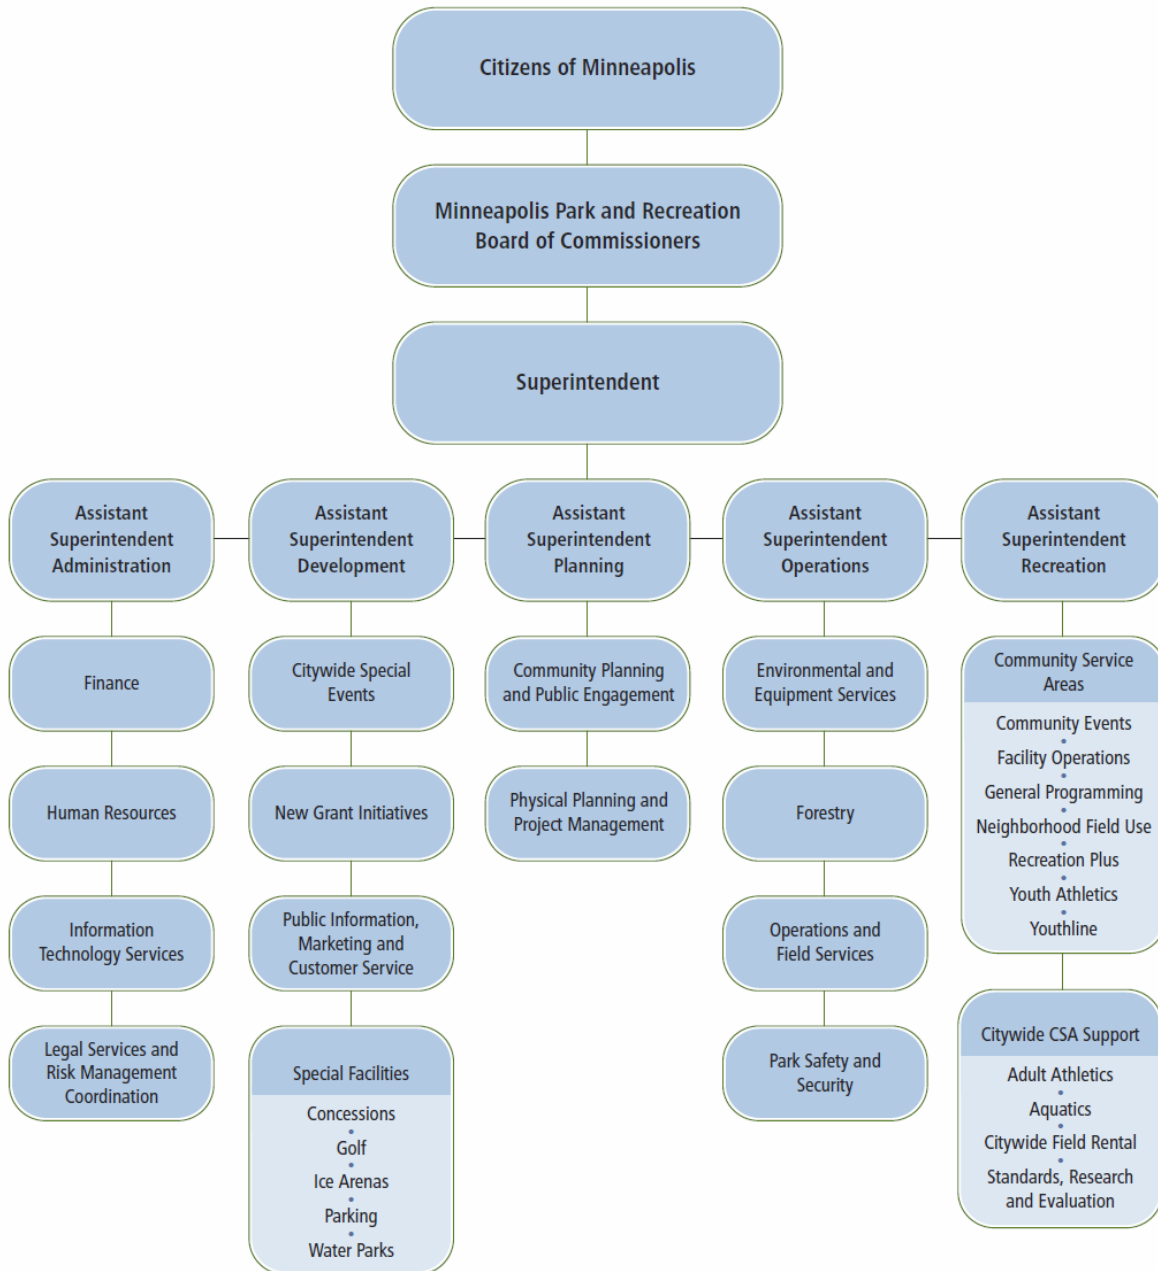 Citizens of Minneapolis
Minneapolis Park and Recreation
Board of Commissioners
Superintendent
Assistant
Superintendent
Administration
Finance
Human Resources
Information
Technology Services
Legal Services and
Risk Management
Coordination
Assistant
Superintendent
Development
Citywide Special
Events
New Grant Initiatives
Public Information,
Marketing and
Customer Service
Special Facilities
Concessions
Golf
Ice Arenas
Parking
Water Parks
Assistant
Superintendent
Planning
Community Planning
and Public Engagement
Physical Planning and
Project Management
Assistant
Superintendent
Operations
Environmental and
Equipment Services
Forestry
Operations and
Field Services
Park Safety and
Security
Assistant
Superintendent
Recreation
Community Service
Areas
Community Events
Facility Operations
General Programming
Neighborhood Field Use
Recreation Plus
Youth Athletics
Youthline
Citywide CSA Support
Adult Athletics
Aquatics
Citywide Field Rental
Standards, Research
and Evaluation